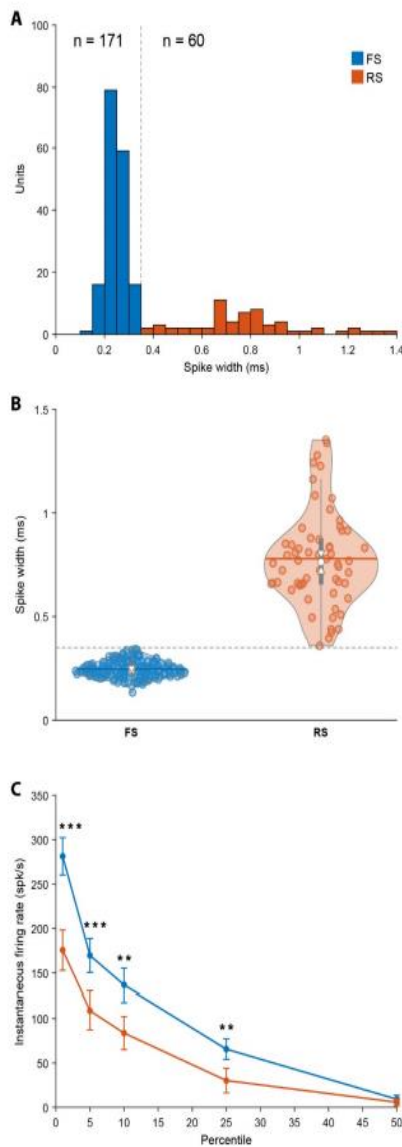 A
n = 171
n = 60
FS
RS
100
80
60
40
20
0
Units
0
0.2
0.4
0.6
0.8
1
1.2
1.4
Spike width (ms)
B
1.5
1
0.5
0
Spike width (ms)
FS
RS
C
350
300
250
200
150
100
50
0
Instantaneous firing rate (spk/s)
***
***
**
**
0
5
10
15
20
25
30
35
40
45
50
Percentile